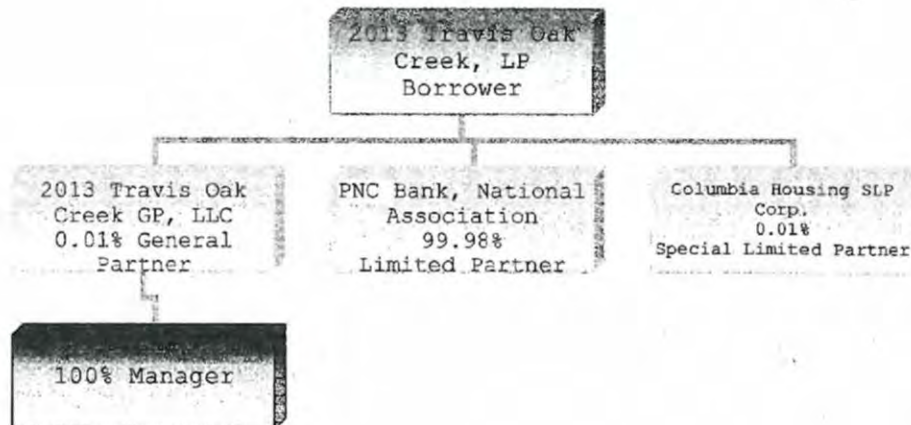 2013 Travis Oak
Creek, LP
Borrower
2013 Travis Oak
Creek GP, LLC
0.01% General
Partner
PNC Bank, National
Association
99.98%
Limited Partner
Columbia Housing SLP
Corp.
0.01%
Special Limited Partner
100% Manager